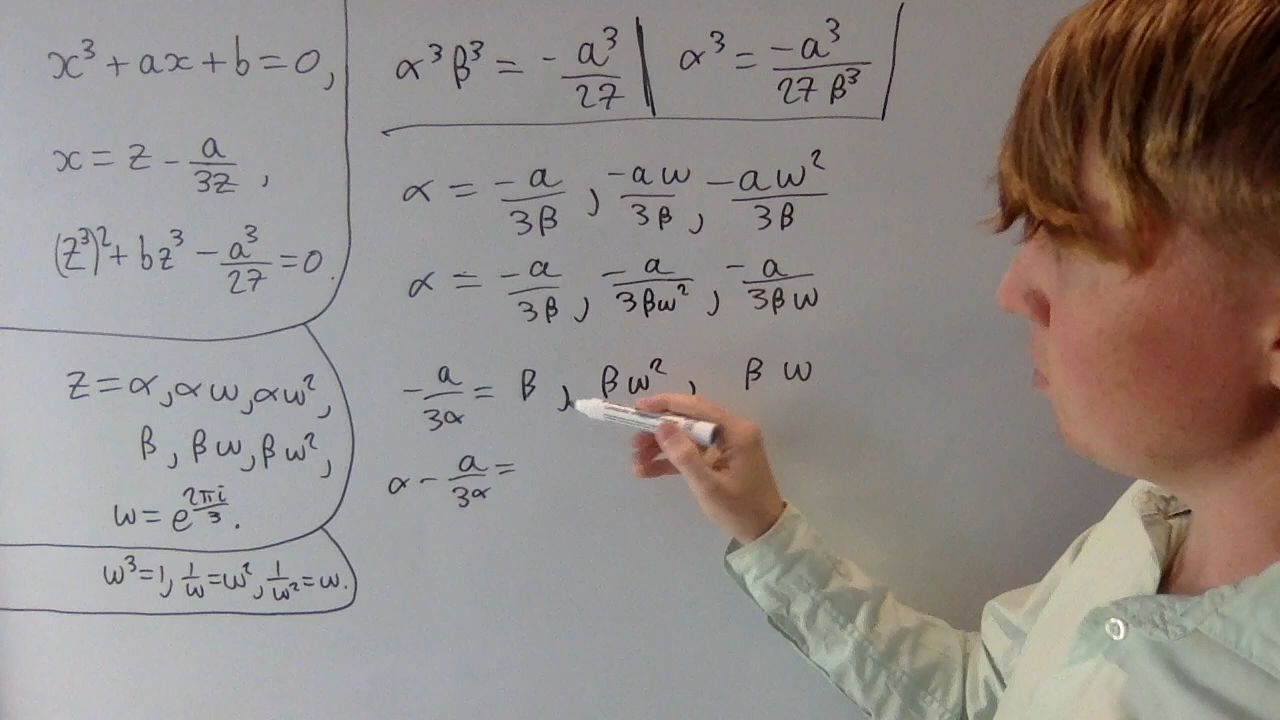 x³ + ax + b = 0,
x = z - a/3z,
(z³)² + bz³ - a³/27 = 0.
z = α, αω, αω²,
β, βω, βω²,
ω = e^(2πi/3).
ω³ = 1, 1/ω = ω², 1/ω² = ω.
α³β³ = - a³/27 | α³ = -a³/27β³
α = -a/3β, -aω/3β, -aω²/3β
α = -a/3β, -a/3βω², -a/3βω
-a/3α = β, βω², βω
α - a/3α =